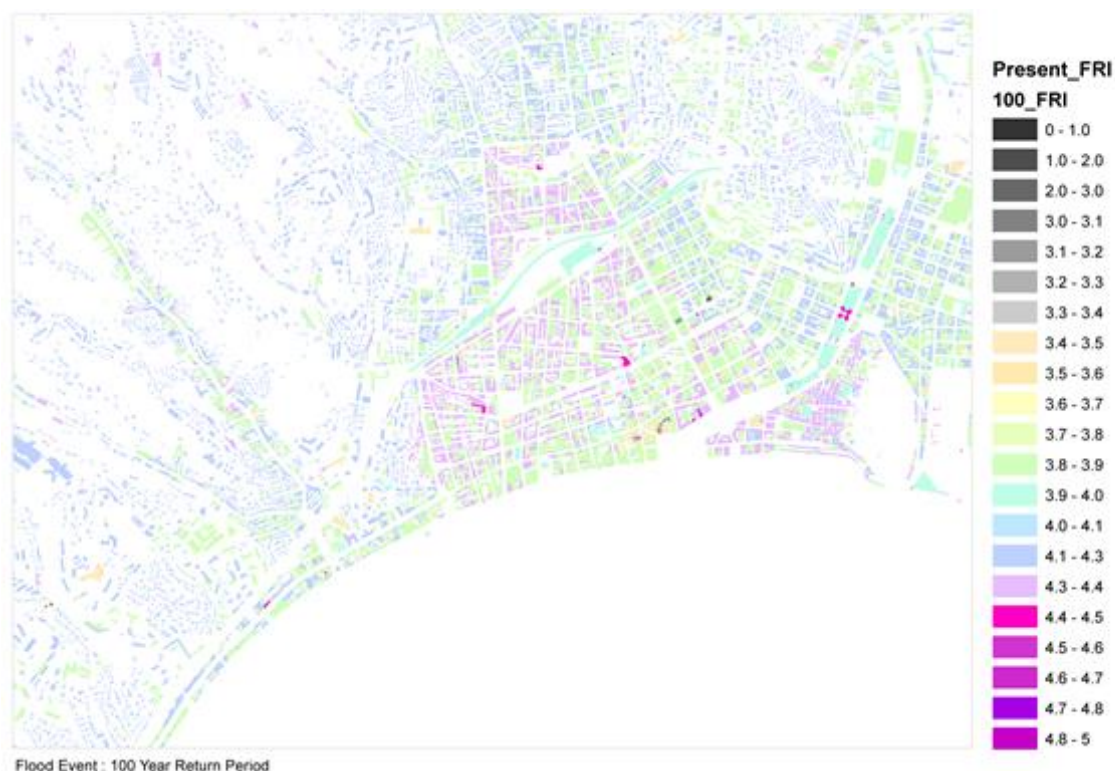 Present_FRI
100_FRI
0 - 1.0
1.0 - 2.0
2.0 - 3.0
3.0 - 3.1
3.1 - 3.2
3.2 - 3.3
3.3 - 3.4
3.4 - 3.5
3.5 - 3.6
3.6 - 3.7
3.7 - 3.8
3.8 - 3.9
3.9 - 4.0
4.0 - 4.1
4.1 - 4.3
4.3 - 4.4
4.4 - 4.5
4.5 - 4.6
4.6 - 4.7
4.7 - 4.8
4.8 - 5
Flood Event : 100 Year Return Period